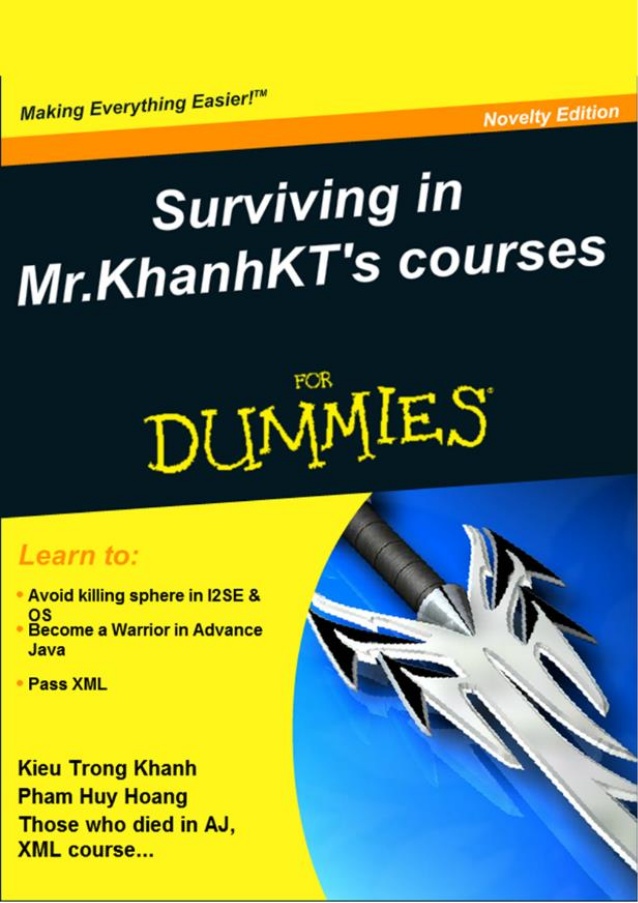 Making Everything Easier!™
Novelty Edition
Surviving in
Mr.KhanhKT's courses
FOR
DUMMIES®
Learn to:
• Avoid killing sphere in I2SE &
OS
• Become a Warrior in Advance
Java
• Pass XML
Kieu Trong Khanh
Pham Huy Hoang
Those who died in AJ,
XML course...